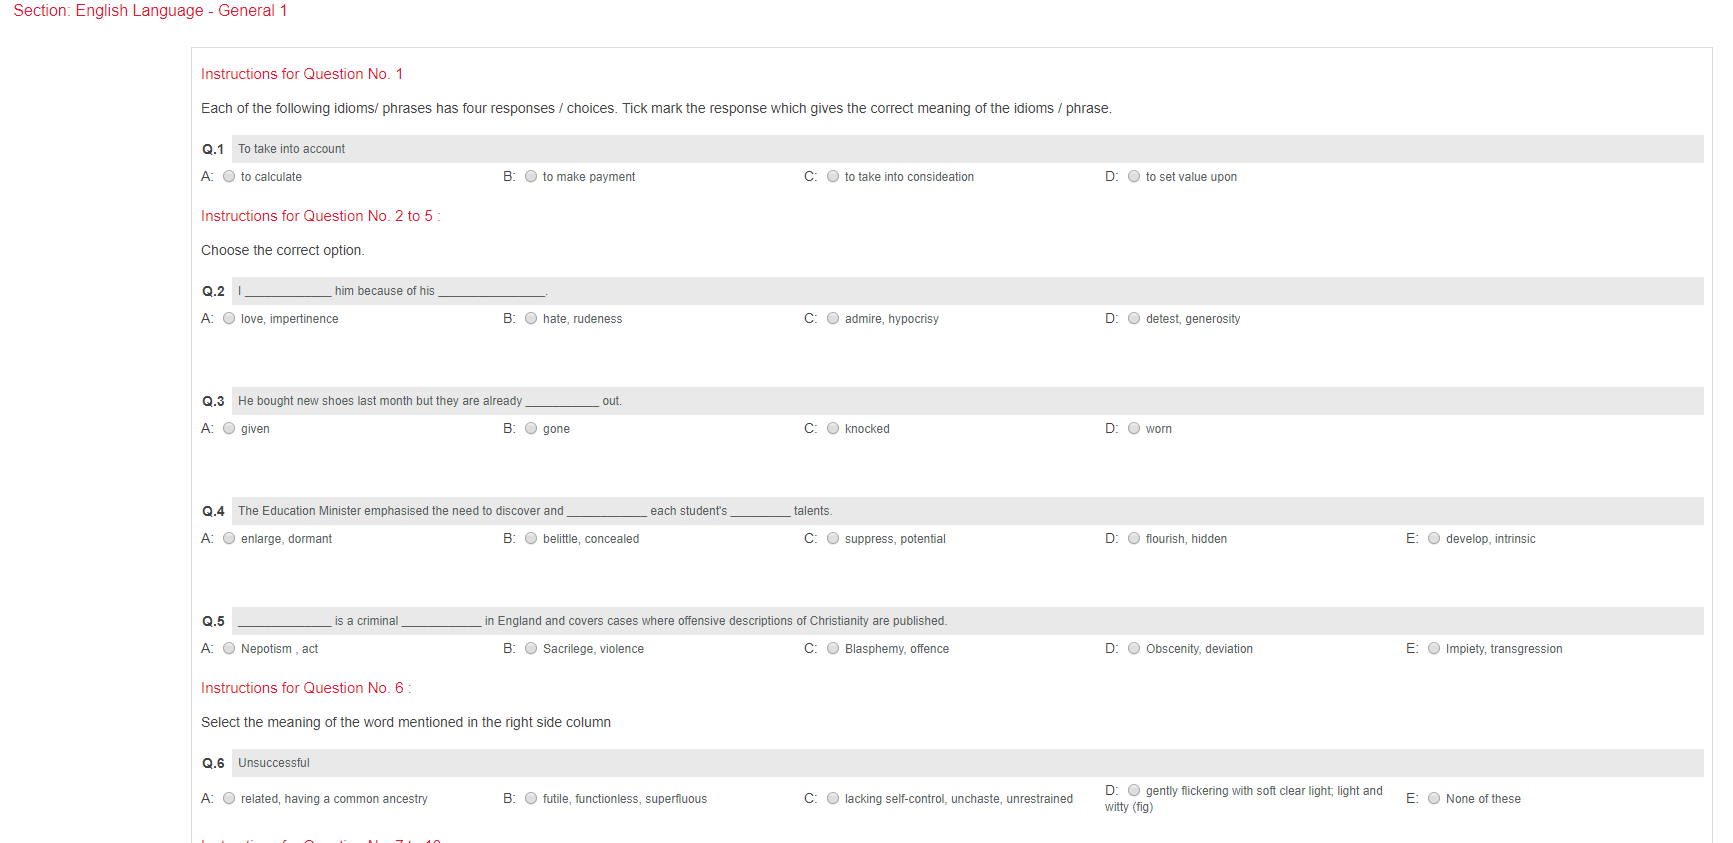 Section: English Language - General 1
Instructions for Question No. 1
Each of the following idioms/ phrases has four responses / choices. Tick mark the response which gives the correct meaning of the idioms / phrase.
Q.1 To take into account
A: to calculate B: to make payment C: to take into consideation D: to set value upon
Instructions for Question No. 2 to 5 :
Choose the correct option.
Q.2 I _____________ him because of his ________________.
A: love, impertinence B: hate, rudeness C: admire, hypocrisy D: detest, generosity
Q.3 He bought new shoes last month but they are already ___________ out.
A: given B: gone C: knocked D: worn
Q.4 The Education Minister emphasised the need to discover and ____________ each student's _________ talents.
A: enlarge, dormant B: belittle, concealed C: suppress, potential D: flourish, hidden E: develop, intrinsic
Q.5 ______________ is a criminal ____________ in England and covers cases where offensive descriptions of Christianity are published.
A: Nepotism , act B: Sacrilege, violence C: Blasphemy, offence D: Obscenity, deviation E: Impiety, transgression
Instructions for Question No. 6 :
Select the meaning of the word mentioned in the right side column
Q.6 Unsuccessful
A: related, having a common ancestry B: futile, functionless, superfluous C: lacking self-control, unchaste, unrestrained D: gently flickering with soft clear light; light and witty (fig) E: None of these